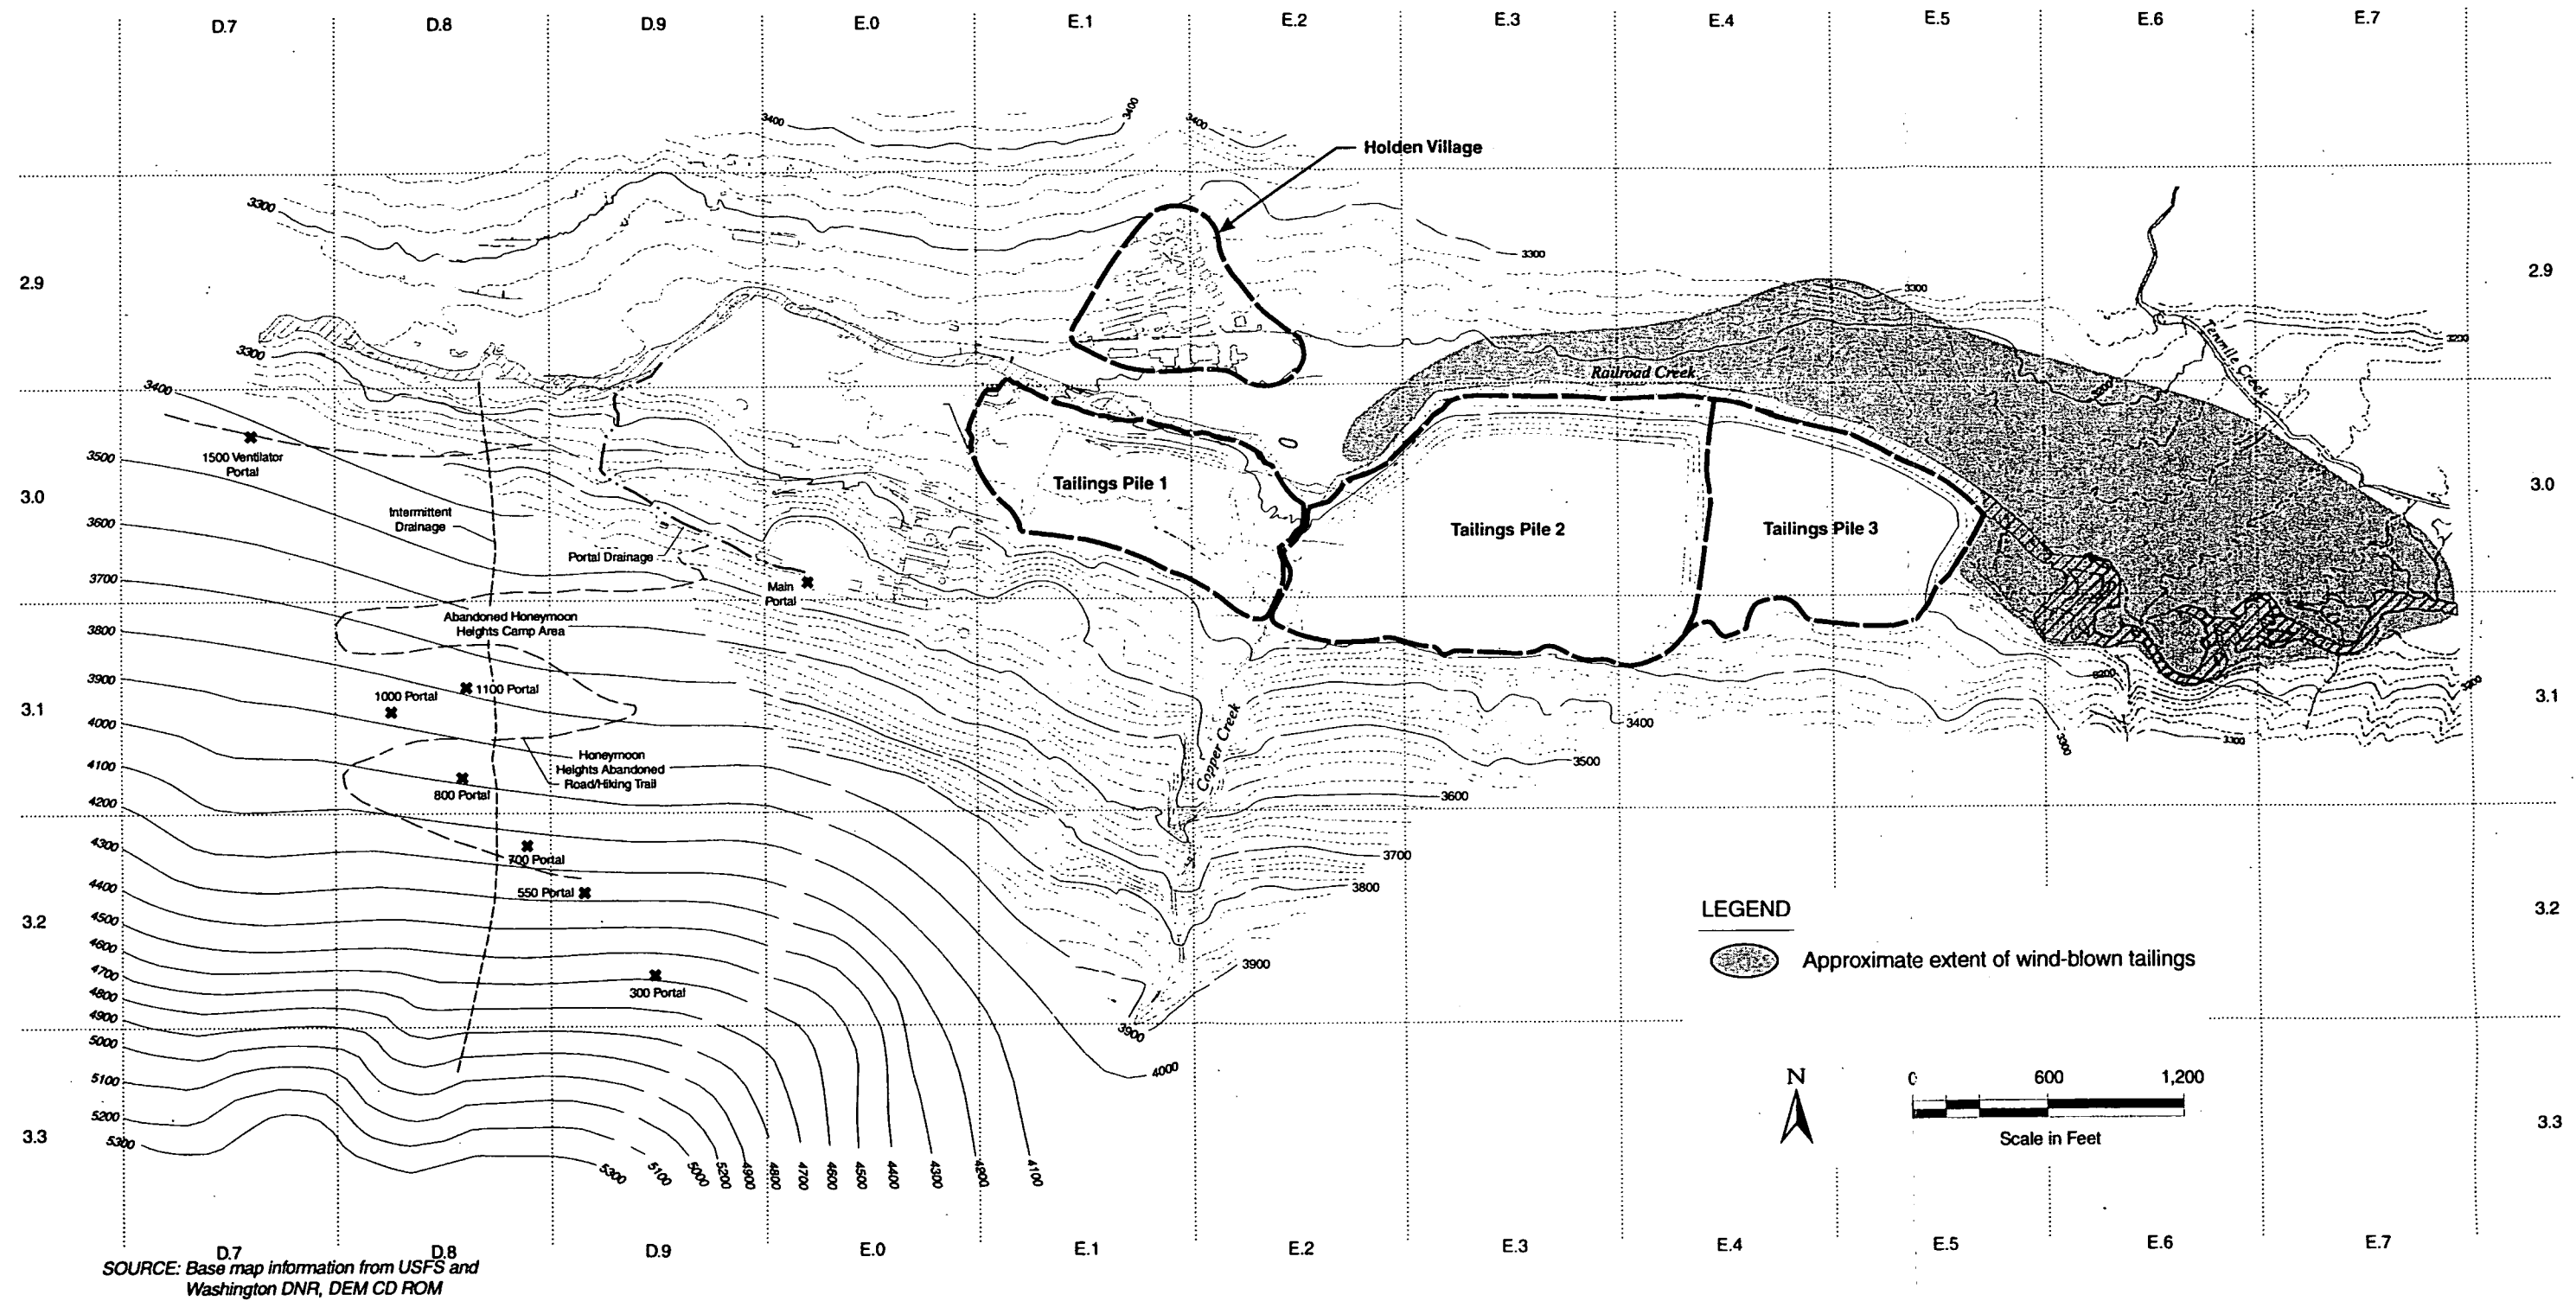 D.7 D.8 D.9 E.0 E.1 E.2 E.3 E.4 E.5 E.6 E.7
3400
3400
3400
Holden Village
3300
3300
2.9
2.9
3300
Tenmile Creek
3200
3300
Railroad Creek
3200
3400
1500 Ventilator
Portal
3500
Tailings Pile 1
3.0
3.0
Intermittent
Drainage
3600
Tailings Pile 2
Tailings Pile 3
Portal Drainage
3700
Main
Portal
Abandoned Honeymoon
Heights Camp Area
3800
3900
1100 Portal
1000 Portal
3200
3200
3.1
3.1
4000
Copper Creek
3400
3300
3300
Honeymoon
Heights Abandoned
Road/Hiking Trail
3500
4100
800 Portal
3600
4200
4300
700 Portal
3700
4400
550 Portal
3800
4500
LEGEND
3.2
3.2
4600
Approximate extent of wind-blown tailings
3900
4700
300 Portal
4800
4900
3900
5000
4000
5100
N
0 600 1,200
Scale in Feet
5200
5300
3.3
3.3
5300
5100
5000
5200
4900
4800
4700
4600
4500
4400
4300
4200
4100
D.7 D.8 D.9 E.0 E.1 E.2 E.3 E.4 E.5 E.6 E.7
SOURCE: Base map information from USFS and
Washington DNR, DEM CD ROM